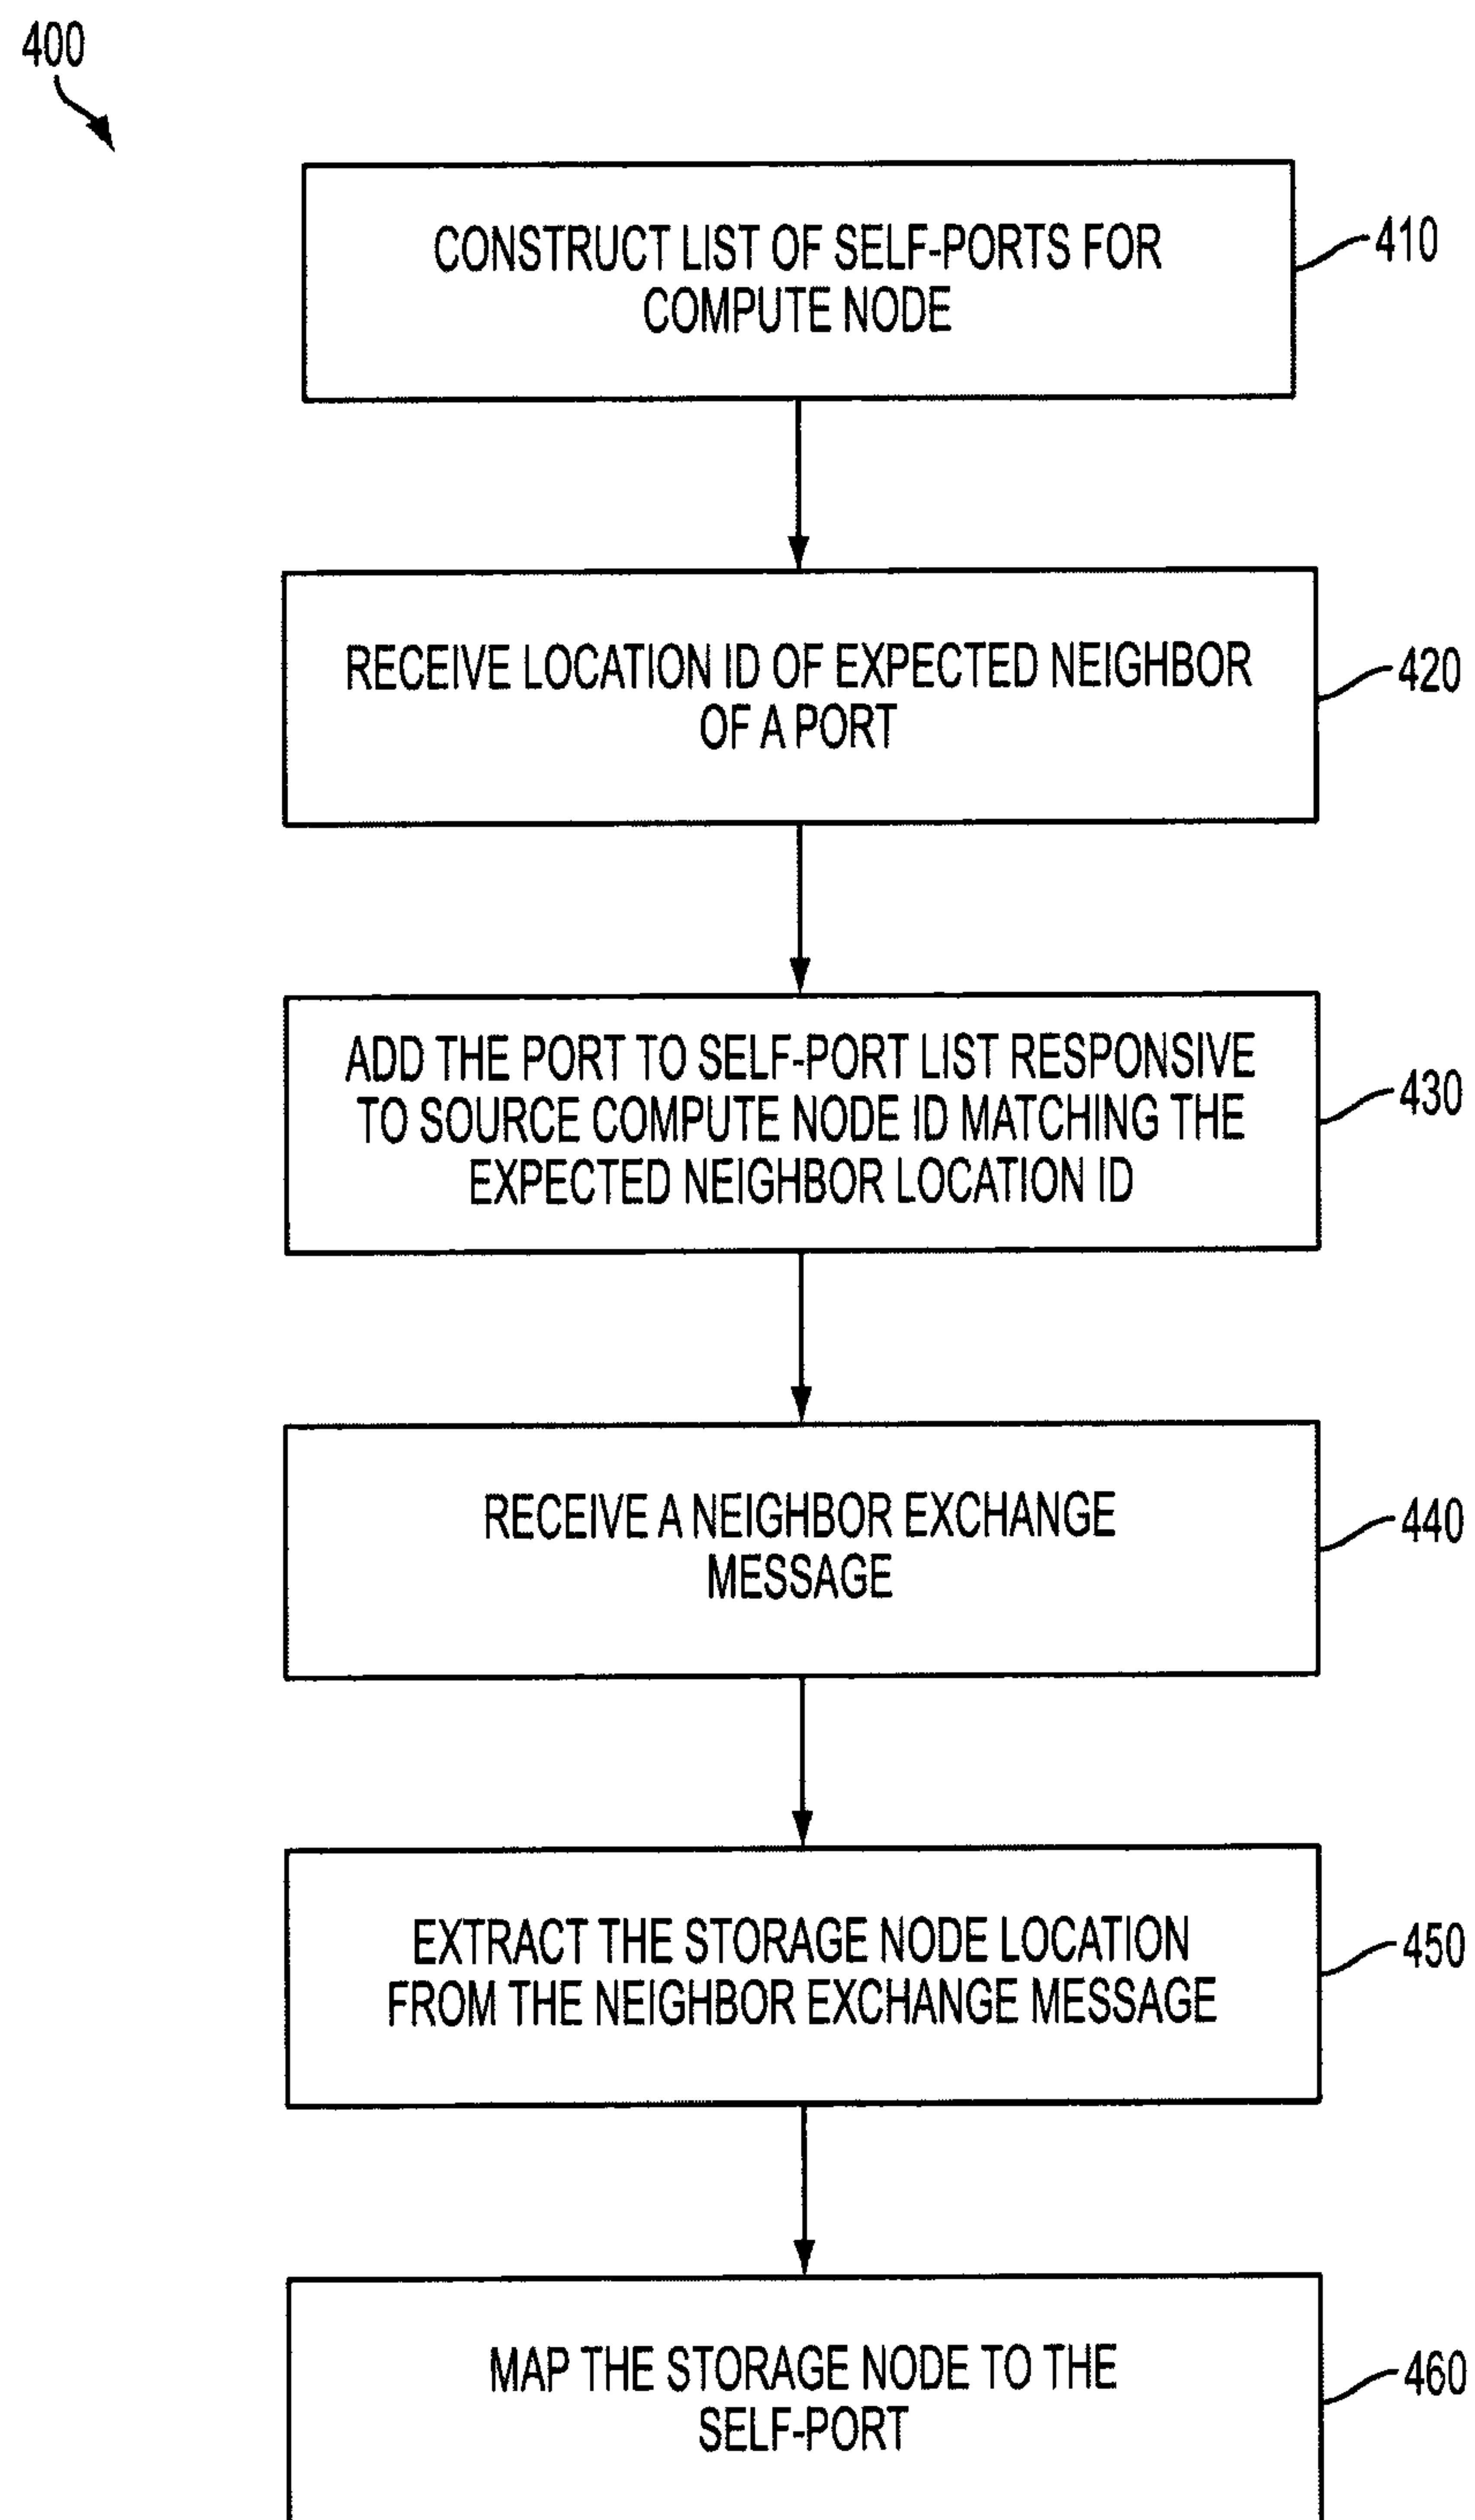 400
CONSTRUCT LIST OF SELF-PORTS FOR
COMPUTE NODE
410
RECEIVE LOCATION ID OF EXPECTED NEIGHBOR
OF A PORT
420
ADD THE PORT TO SELF-PORT LIST RESPONSIVE
TO SOURCE COMPUTE NODE ID MATCHING THE
EXPECTED NEIGHBOR LOCATION ID
430
RECEIVE A NEIGHBOR EXCHANGE
MESSAGE
440
EXTRACT THE STORAGE NODE LOCATION
FROM THE NEIGHBOR EXCHANGE MESSAGE
450
MAP THE STORAGE NODE TO THE
SELF-PORT
460